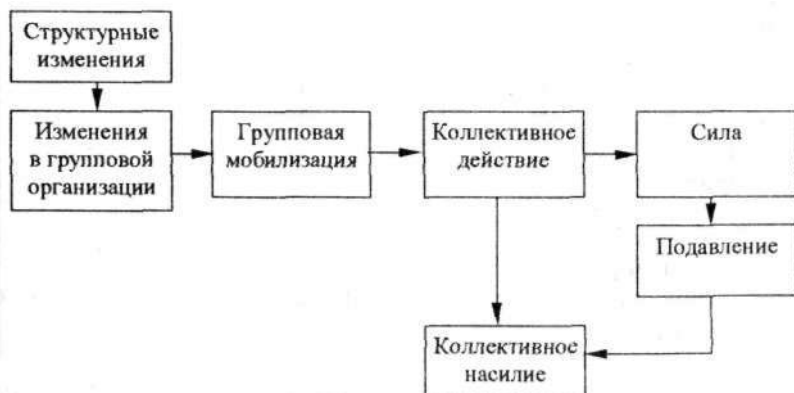 Структурные
изменения
Изменения
в групповой
организации
Групповая
мобилизация
Коллективное
действие
Сила
Подавление
Коллективное
насилие